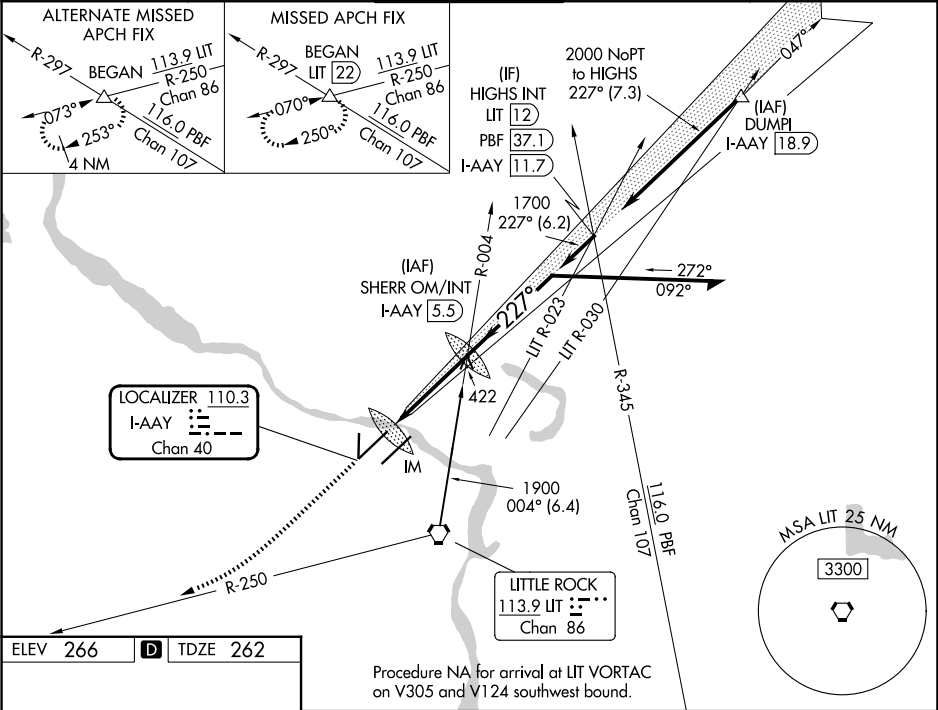 ALTERNATE MISSED
APCH FIX
R-297
BEGAN
113.9 LIT
R-250
Chan 86
073°
253°
4 NM
116.0 PBF
Chan 107
MISSED APCH FIX
R-297
BEGAN
LIT 22
113.9 LIT
R-250
Chan 86
070°
250°
116.0 PBF
Chan 107
2000 NoPT
to HIGHS
227° (7.3)
047°
(IAF)
DUMPI
I-AAY 18.9
(IF)
HIGHS INT
LIT 12
PBF 37.1
I-AAY 11.7
1700
227° (6.2)
R-004
(IAF)
SHERR OM/INT
I-AAY 5.5
227°
272°
092°
LIT R-023
LIT R-030
422
R-345
LOCALIZER 110.3
I-AAY
Chan 40
IM
1900
004° (6.4)
116.0 PBF
Chan 107
R-250
LITTLE ROCK
113.9 LIT
Chan 86
MSA LIT 25 NM
3300
ELEV 266 D TDZE 262
Procedure NA for arrival at LIT VORTAC
on V305 and V124 southwest bound.